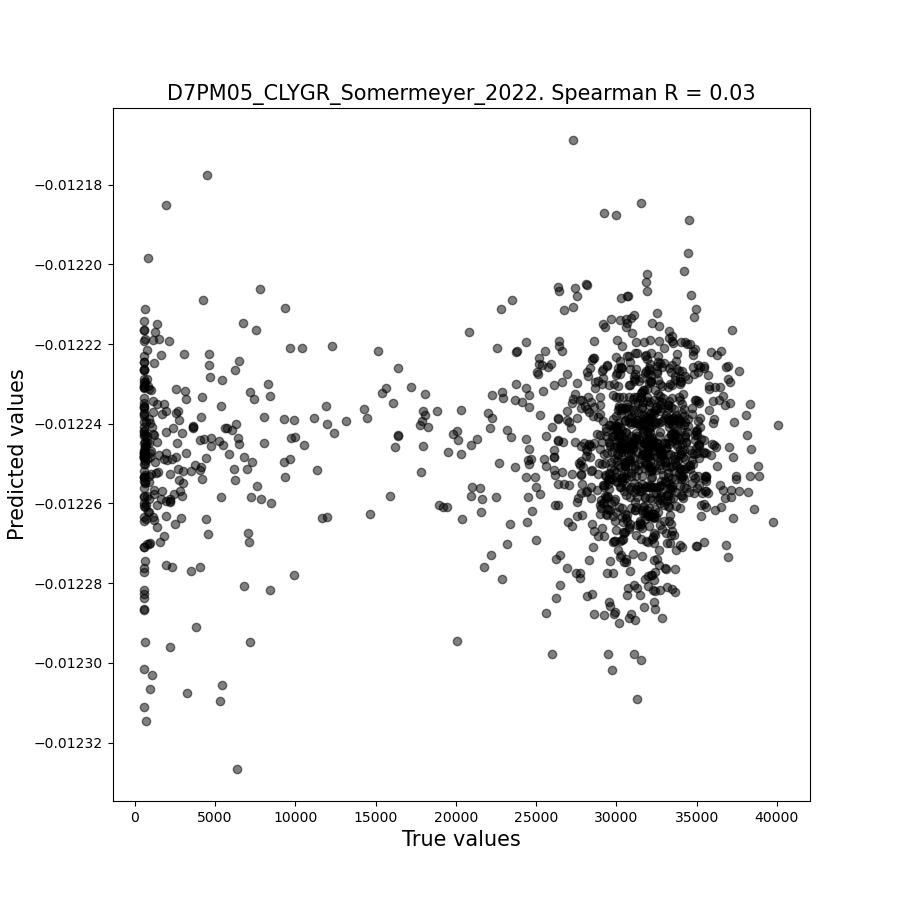 D7PM05_CLYGR_Somermeyer_2022. Spearman R = 0.03
−0.01218
−0.01220
−0.01222
−0.01224
−0.01226
−0.01228
−0.01230
−0.01232
Predicted values
0 5000 10000 15000 20000 25000 30000 35000 40000
True values